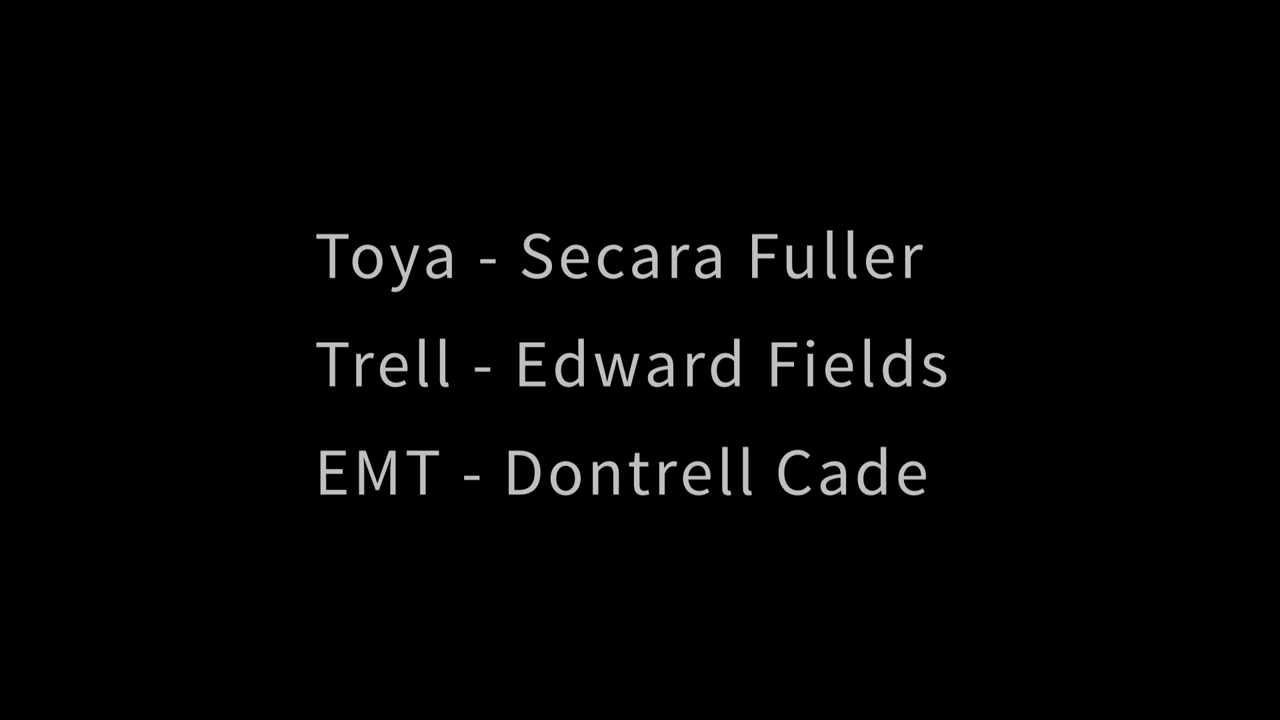 Toya - Secara Fuller
Trell - Edward Fields
EMT - Dontrell Cade